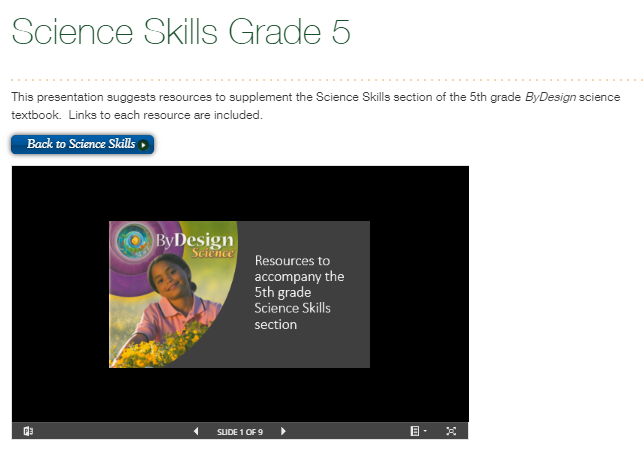 Science Skills Grade 5
This presentation suggests resources to supplement the Science Skills section of the 5th grade ByDesign science
textbook.  Links to each resource are included.
Back to Science Skills
ByDesign
Science
Resources to
accompany the
5th grade
Science Skills
section
SLIDE 1 OF 9